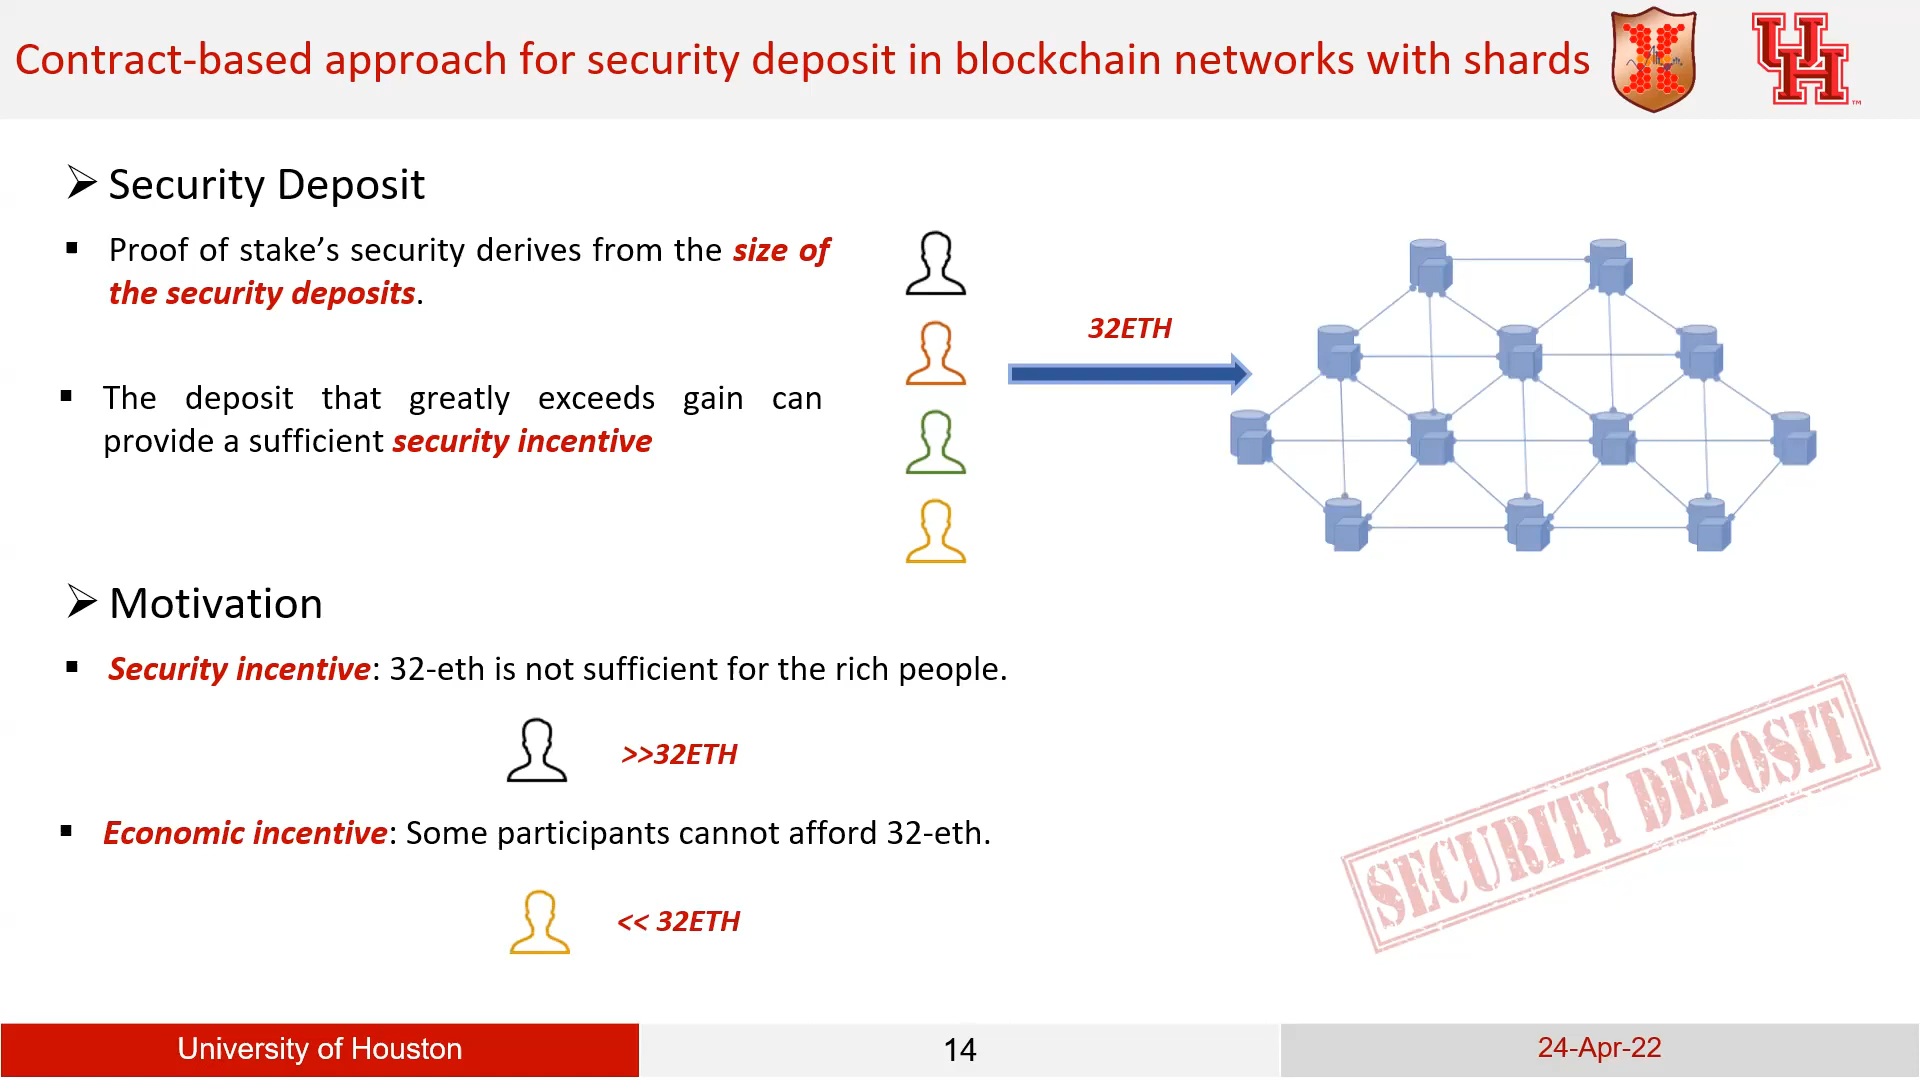 Contract-based approach for security deposit in blockchain networks with shards
UH
™
Security Deposit
Proof of stake’s security derives from the size of
the security deposits.
The deposit that greatly exceeds gain can
provide a sufficient security incentive
32ETH
Motivation
Security incentive: 32-eth is not sufficient for the rich people.
>>32ETH
Economic incentive: Some participants cannot afford 32-eth.
<< 32ETH
SECURITY DEPOSIT
University of Houston
14
24-Apr-22